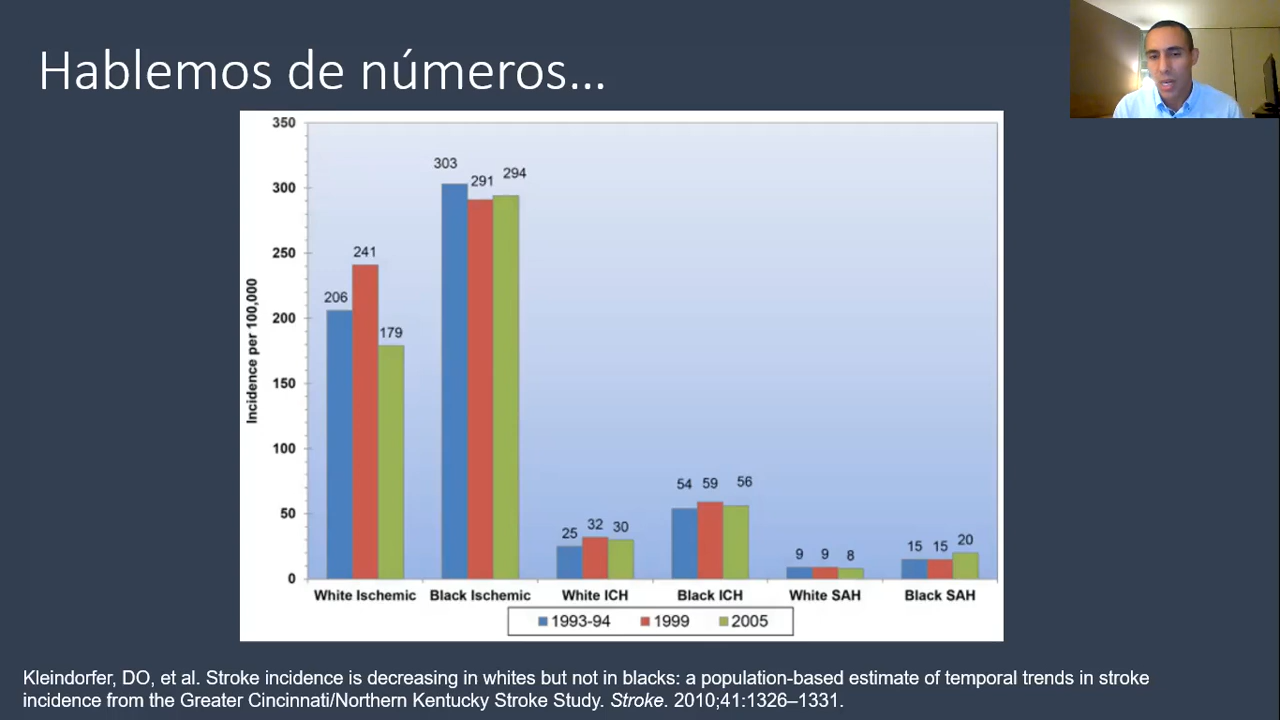 Hablemos de números...
350
300
250
200
150
100
50
0
Incidence per 100,000
206
241
179
303
291
294
25
32
30
54
59
56
9
9
8
15
15
20
White Ischemic
Black Ischemic
White ICH
Black ICH
White SAH
Black SAH
1993-94
1999
2005
Kleindorfer, DO, et al. Stroke incidence is decreasing in whites but not in blacks: a population-based estimate of temporal trends in stroke
incidence from the Greater Cincinnati/Northern Kentucky Stroke Study. Stroke. 2010;41:1326–1331.